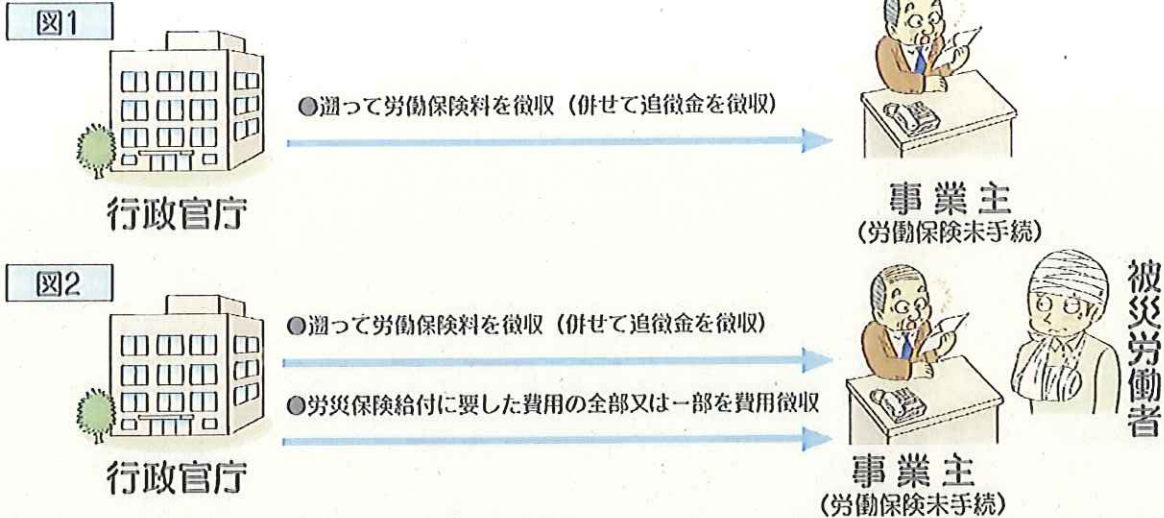 図1
●遡って労働保険料を徴収（併せて追徴金を徴収）
行政官庁
事業主
（労働保険未手続）
図2
●遡って労働保険料を徴収（併せて追徴金を徴収）
●労災保険給付に要した費用の全部又は一部を費用徴収
行政官庁
事業主
（労働保険未手続）
被災労働者